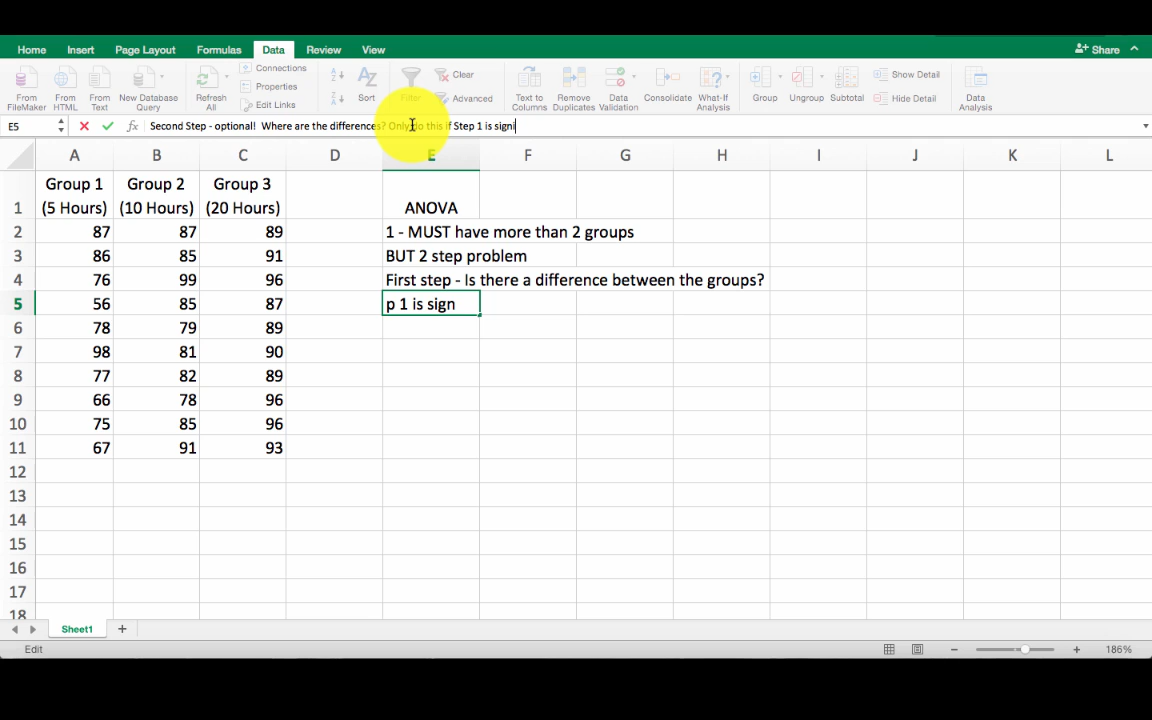 Home Insert Page Layout Formulas Data Review View Share
From FileMaker From HTML From Text New Database Query Refresh All Connections Properties Edit Links Sort Filter Clear Advanced Text to Columns Remove Duplicates Data Validation Consolidate What-If Analysis Group Ungroup Subtotal Show Detail Hide Detail Data Analysis
E5 fx Second Step - optional! Where are the differences? Only do this if Step 1 is signi
A B C D E F G H I J K L
Group 1 Group 2 Group 3
1 (5 Hours) (10 Hours) (20 Hours) ANOVA
2 87 87 89 1 - MUST have more than 2 groups
3 86 85 91 BUT 2 step problem
4 76 99 96 First step - Is there a difference between the groups?
5 56 85 87 p 1 is sign
6 78 79 89
7 98 81 90
8 77 82 89
9 66 78 96
10 75 85 96
11 67 91 93
12
13
14
15
16
17
18
Sheet1
Edit 186%